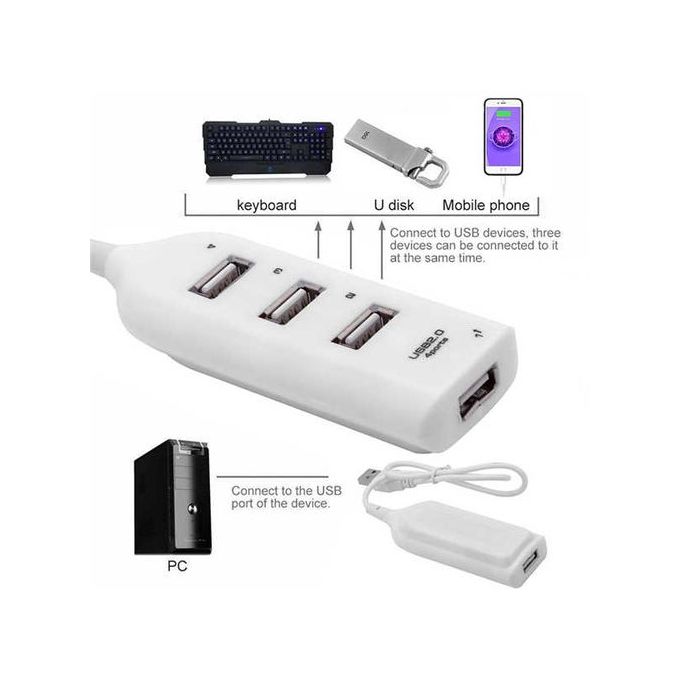 keyboard
U disk
Mobile phone
Connect to USB devices, three
devices can be connected to it
at the same time.
4
3
2
1
USB2.0
4ports
Connect to the USB
port of the device.
PC